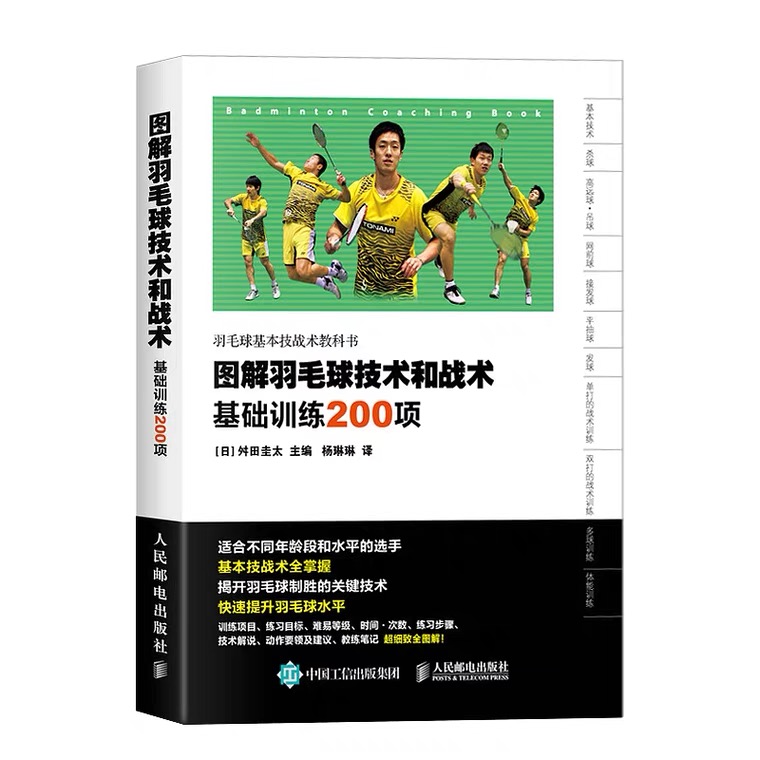 图解羽毛球技术和战术
基础训练200项
人民邮电出版社
Badminton Coaching Book
TONAMI
羽毛球基本技战术教科书
图解羽毛球技术和战术
基础训练200项
[日]舛田圭太 主编 杨琳琳 译
适合不同年龄段和水平的选手
基本技战术全掌握
揭开羽毛球制胜的关键技术
快速提升羽毛球水平
训练项目、练习目标、难易等级、时间·次数、练习步骤、
技术解说、动作要领及建议、教练笔记 超细致全图解!
中国工信出版集团
人民邮电出版社
POSTS & TELECOM PRESS
基本技术
杀球
高远球·吊球
网前球
接发球
平抽球
发球
单打的战术训练
双打的战术训练
多球训练
体能训练